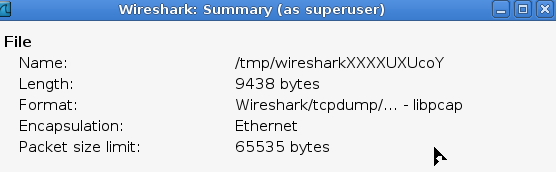 Wireshark: Summary (as superuser)
File
Name: /tmp/wiresharkXXXXUXUcoY
Length: 9438 bytes
Format: Wireshark/tcpdump/... - libpcap
Encapsulation: Ethernet
Packet size limit: 65535 bytes